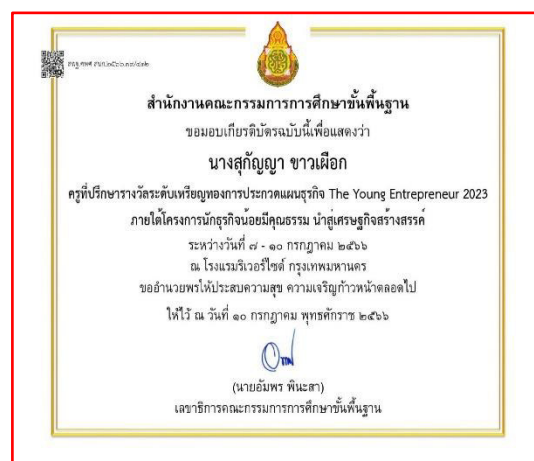 สำนักงานคณะกรรมการการศึกษาขั้นพื้นฐาน
ขอมอบเกียรติบัตรฉบับนี้เพื่อแสดงว่า
นางสุกัญญา ขาวเผือก
ครูที่ปรึกษารางวัลระดับเหรียญทองการประกวดแผนธุรกิจ The Young Entrepreneur 2023
ภายใต้โครงการนักธุรกิจน้อยมีคุณธรรม นำสู่เศรษฐกิจสร้างสรรค์
ระหว่างวันที่ ๗ - ๑๐ กรกฎาคม ๒๕๖๖
ณ โรงแรมริเวอร์ไซด์ กรุงเทพมหานคร
ขออำนวยพรให้ประสบความสุข ความเจริญก้าวหน้าตลอดไป
ให้ไว้ ณ วันที่ ๑๐ กรกฎาคม พุทธศักราช ๒๕๖๖
(นายอัมพร พินะสา)
เลขาธิการคณะกรรมการการศึกษาขั้นพื้นฐาน